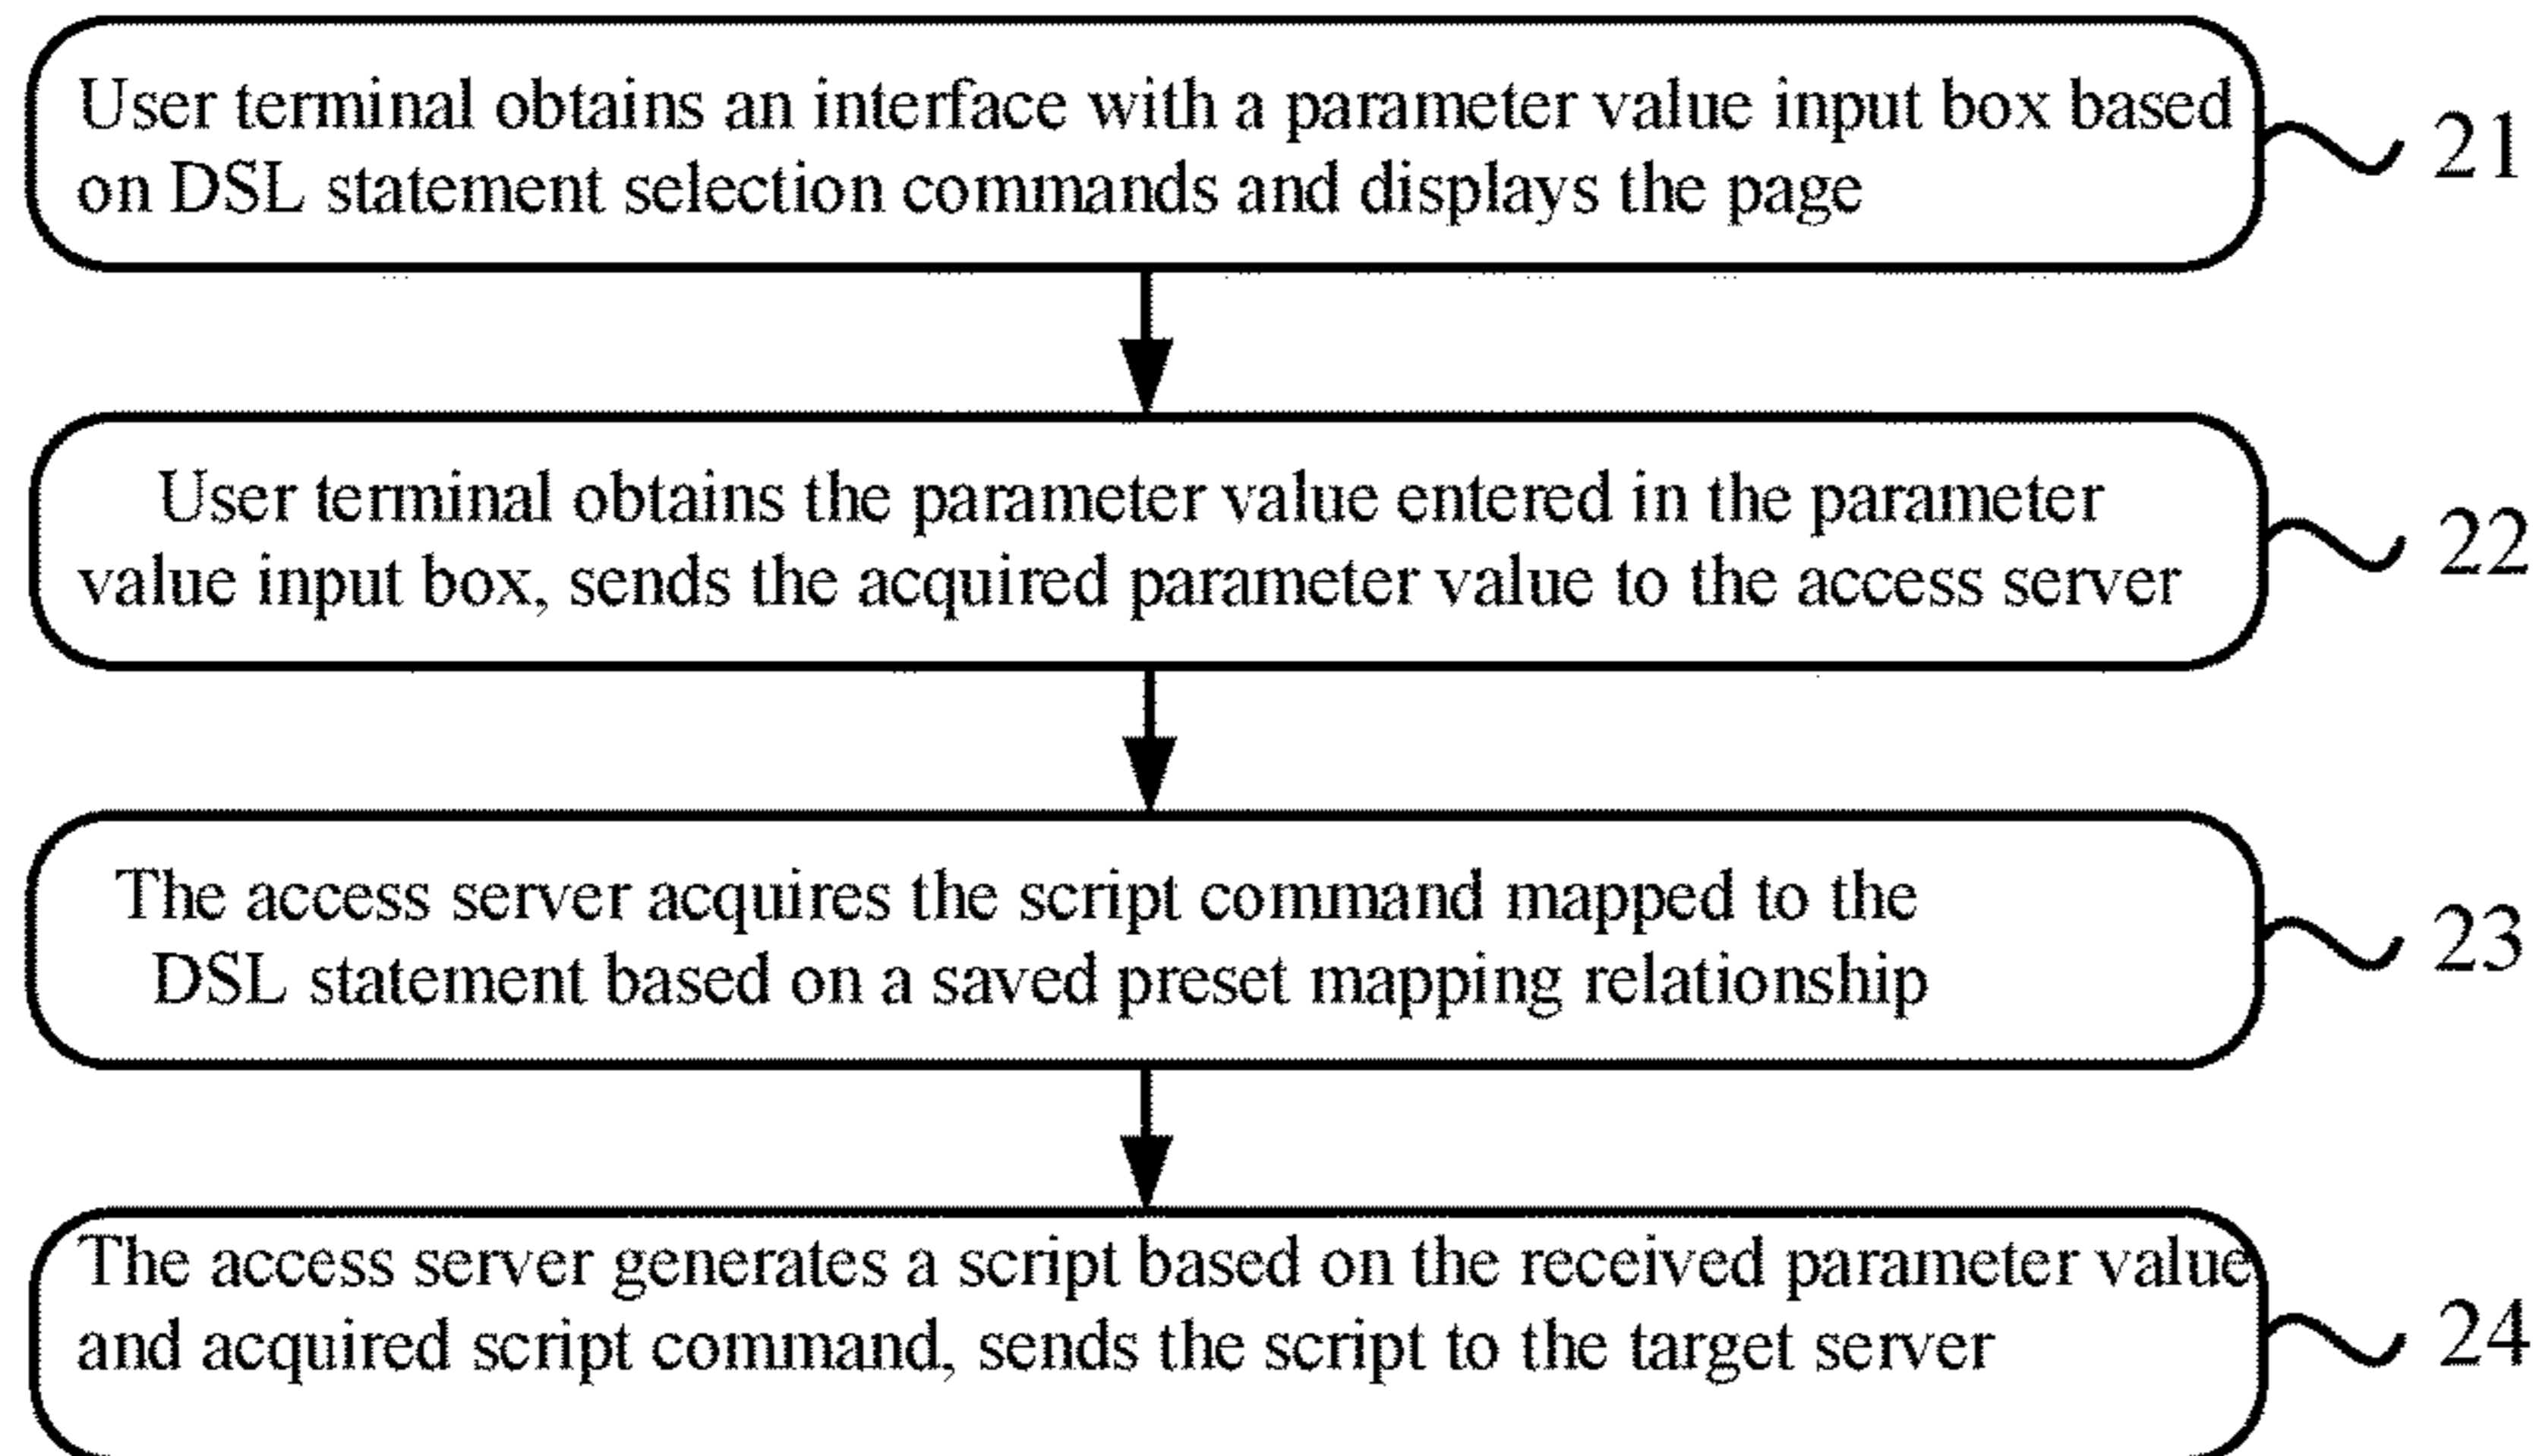 User terminal obtains an interface with a parameter value input box based
on DSL statement selection commands and displays the page
21
User terminal obtains the parameter value entered in the parameter
value input box, sends the acquired parameter value to the access server
22
The access server acquires the script command mapped to the
DSL statement based on a saved preset mapping relationship
23
The access server generates a script based on the received parameter value
and acquired script command, sends the script to the target server
24